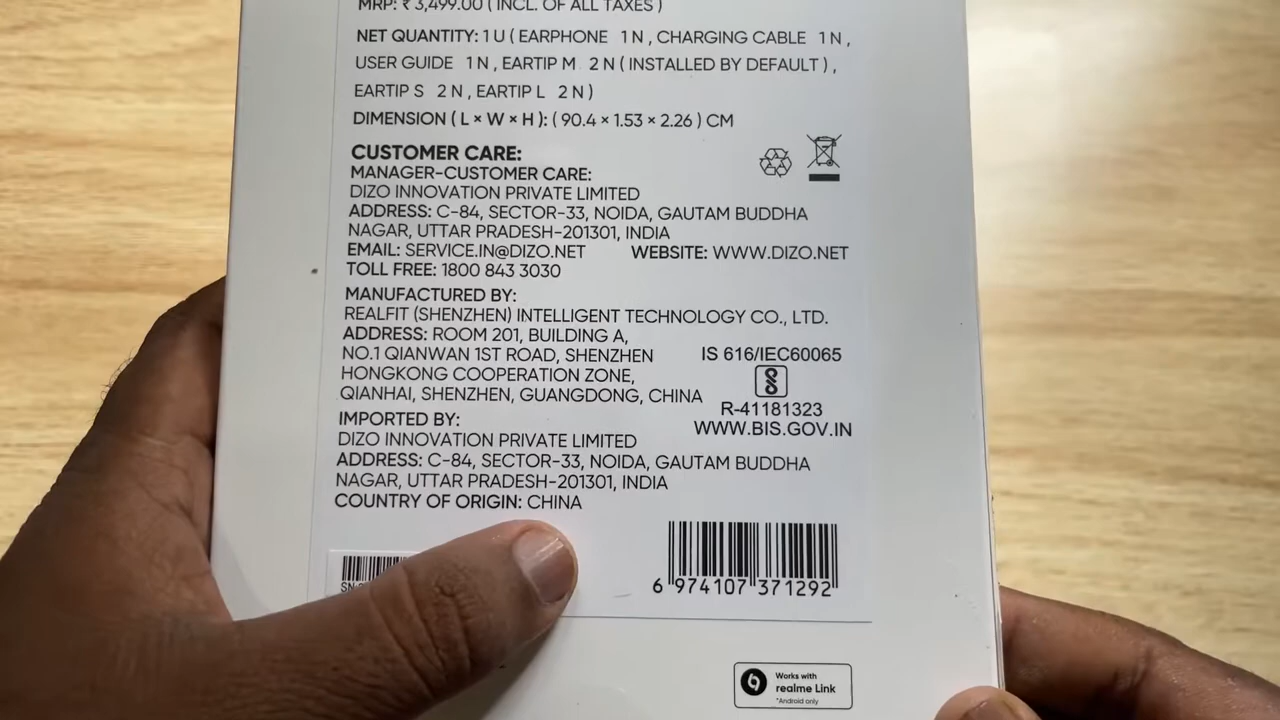 MRP: ₹ 3,499.00 ( INCL. OF ALL TAXES )
NET QUANTITY: 1 U ( EARPHONE 1 N , CHARGING CABLE 1 N ,
USER GUIDE 1 N , EARTIP M 2 N ( INSTALLED BY DEFAULT ) ,
EARTIP S 2 N , EARTIP L 2 N )
DIMENSION ( L × W × H ): ( 90.4 × 1.53 × 2.26 ) CM
CUSTOMER CARE:
MANAGER-CUSTOMER CARE:
DIZO INNOVATION PRIVATE LIMITED
ADDRESS: C-84, SECTOR-33, NOIDA, GAUTAM BUDDHA
NAGAR, UTTAR PRADESH-201301, INDIA
EMAIL: SERVICE.IN@DIZO.NET WEBSITE: WWW.DIZO.NET
TOLL FREE: 1800 843 3030
MANUFACTURED BY:
REALFIT (SHENZHEN) INTELLIGENT TECHNOLOGY CO., LTD.
ADDRESS: ROOM 201, BUILDING A,
NO.1 QIANWAN 1ST ROAD, SHENZHEN
HONGKONG COOPERATION ZONE,
QIANHAI, SHENZHEN, GUANGDONG, CHINA
IS 616/IEC60065
R-41181323
WWW.BIS.GOV.IN
IMPORTED BY:
DIZO INNOVATION PRIVATE LIMITED
ADDRESS: C-84, SECTOR-33, NOIDA, GAUTAM BUDDHA
NAGAR, UTTAR PRADESH-201301, INDIA
COUNTRY OF ORIGIN: CHINA
SN:
6 974107 371292
Works with
realme Link
*Android only